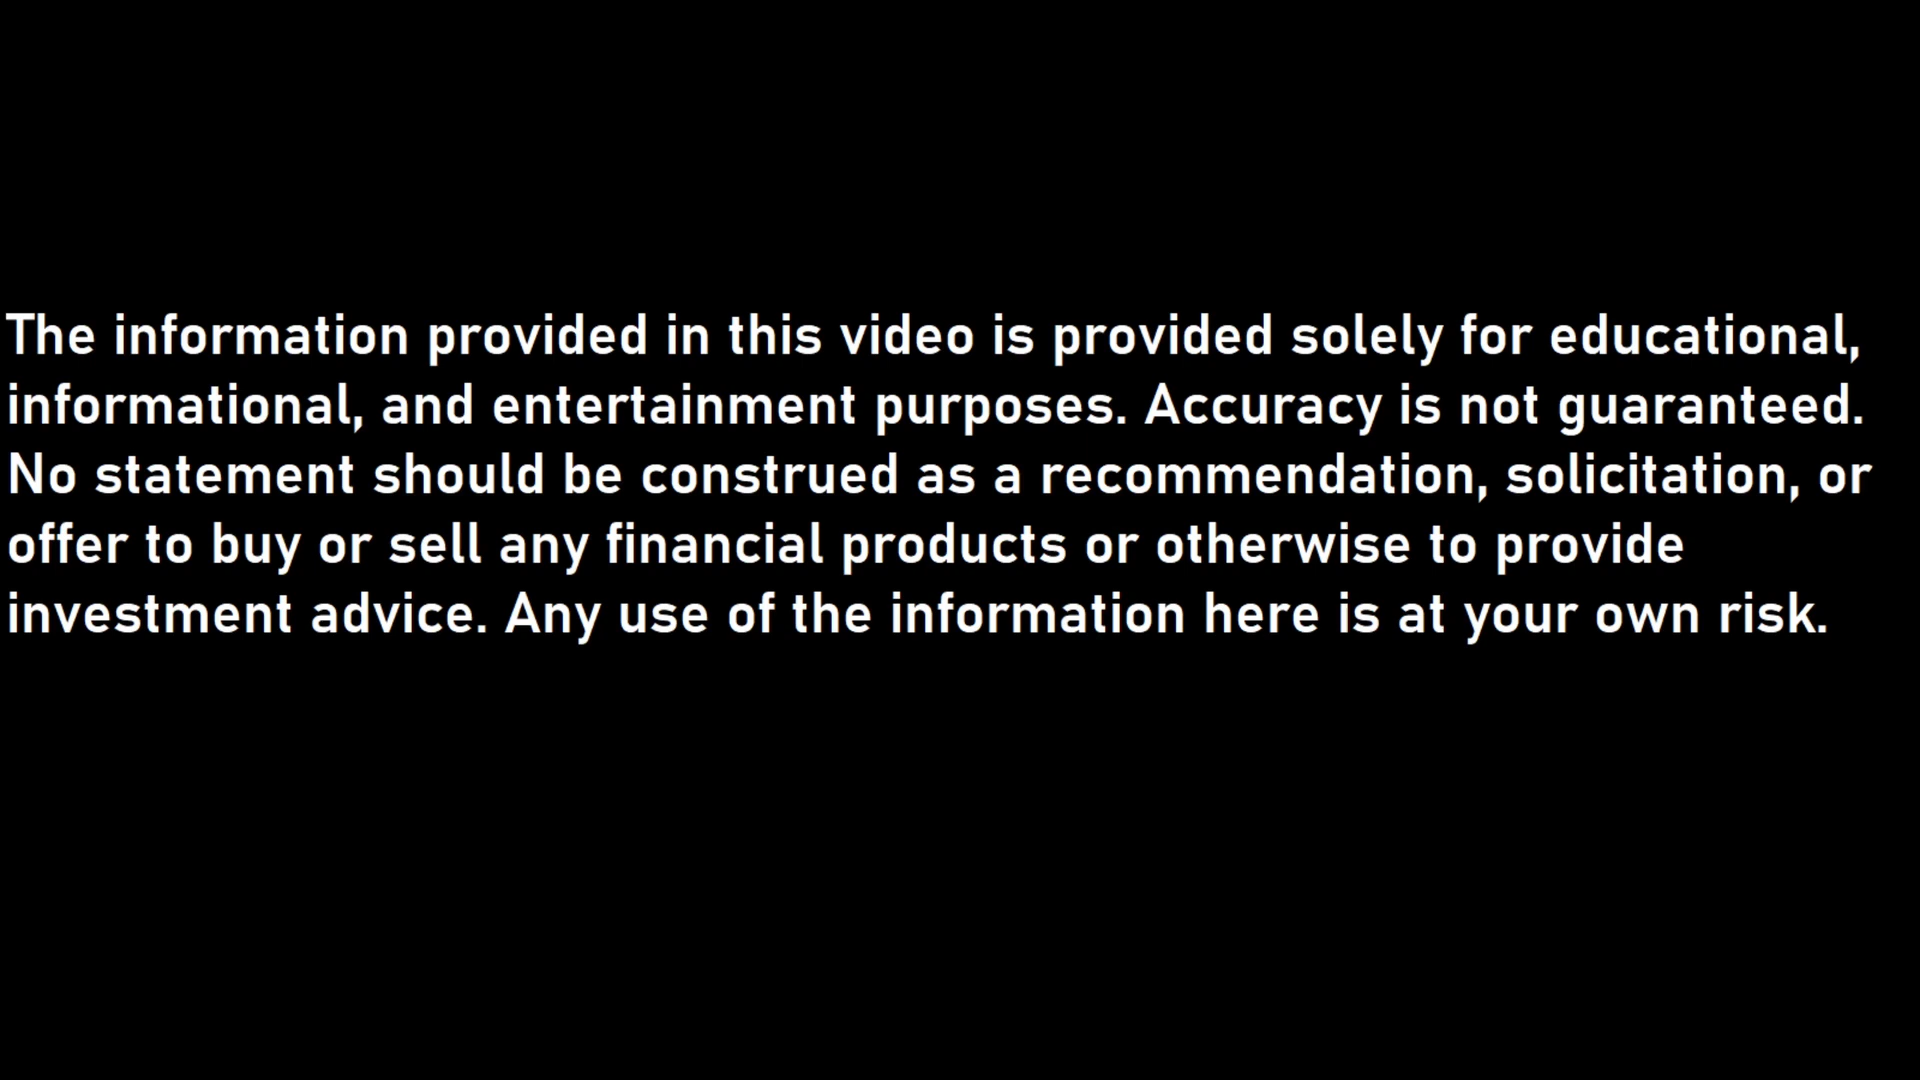 The information provided in this video is provided solely for educational,
informational, and entertainment purposes. Accuracy is not guaranteed.
No statement should be construed as a recommendation, solicitation, or
offer to buy or sell any financial products or otherwise to provide
investment advice. Any use of the information here is at your own risk.